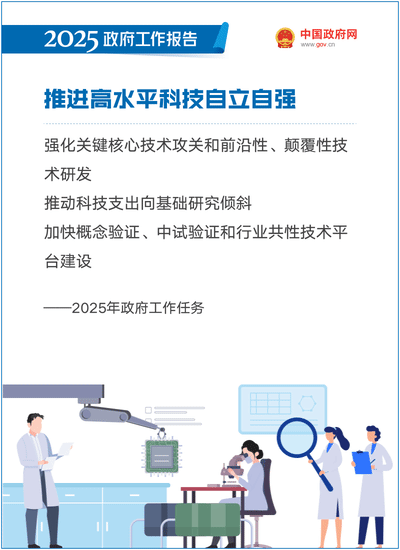 2025政府工作报告
中国政府网
www.gov.cn
推进高水平科技自立自强
强化关键核心技术攻关和前沿性、颠覆性技
术研发
推动科技支出向基础研究倾斜
加快概念验证、中试验证和行业共性技术平
台建设
——2025年政府工作任务